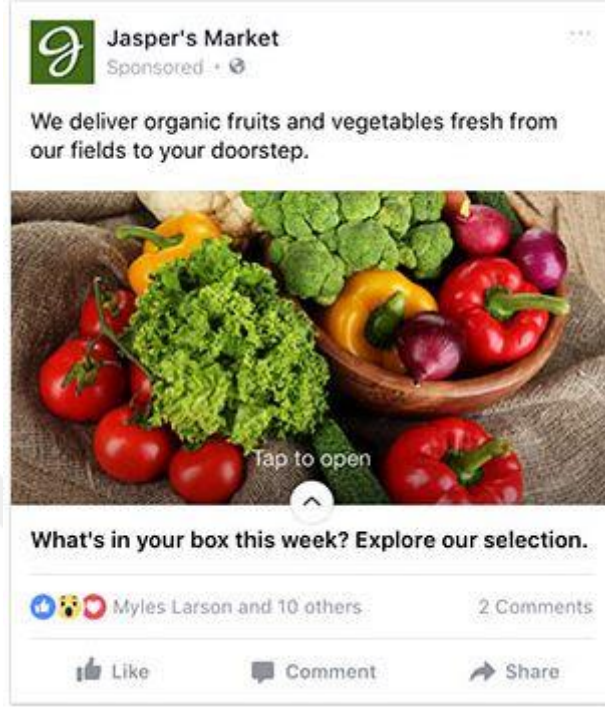 Jasper's Market
Sponsored ·
We deliver organic fruits and vegetables fresh from
our fields to your doorstep.
Tap to open
What's in your box this week? Explore our selection.
Myles Larson and 10 others 2 Comments
Like Comment Share